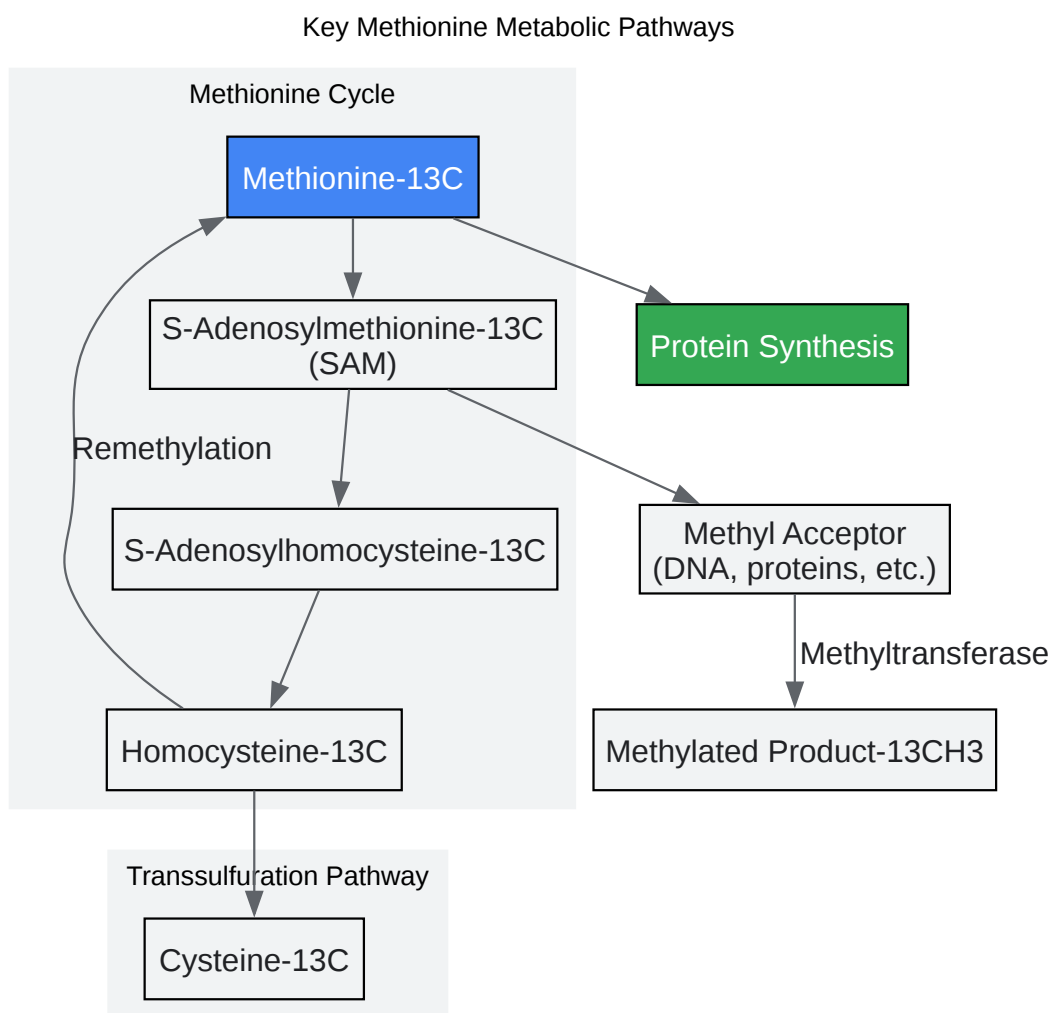 Key Methionine Metabolic Pathways
Methionine Cycle
Methionine-13C
S-Adenosylmethionine-13C
(SAM)
Protein Synthesis
Remethylation
S-Adenosylhomocysteine-13C
Methyl Acceptor
(DNA, proteins, etc.)
Methyltransferase
Homocysteine-13C
Methylated Product-13CH3
Transsulfuration Pathway
Cysteine-13C